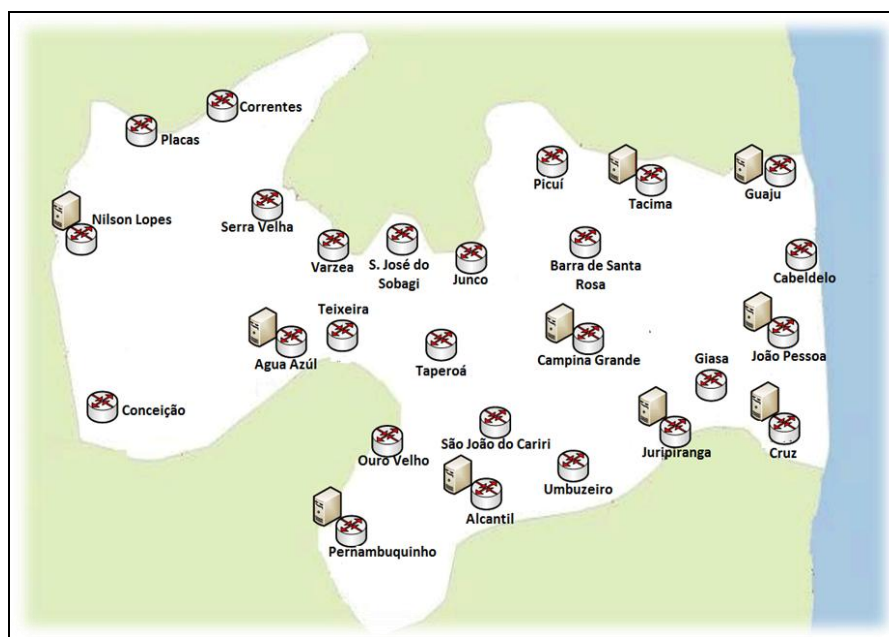 Correntes
Placas
Picuí
Tacima
Guaju
Nilson Lopes
Serra Velha
Varzea
S. José do
Sobagi
Junco
Barra de Santa
Rosa
Cabeldelo
Teixeira
Agua Azúl
Taperoá
Campina Grande
João Pessoa
Giasa
Conceição
São João do Cariri
Ouro Velho
Juripiranga
Cruz
Umbuzeiro
Alcantil
Pernambuquinho